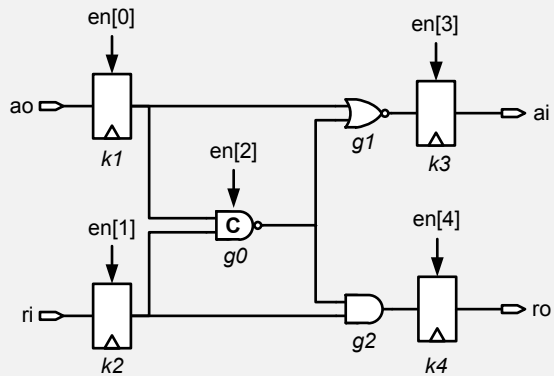 en[0]
en[3]
ao
ai
k1
g1
k3
en[2]
C
en[1]
g0
en[4]
ri
ro
k2
g2
k4